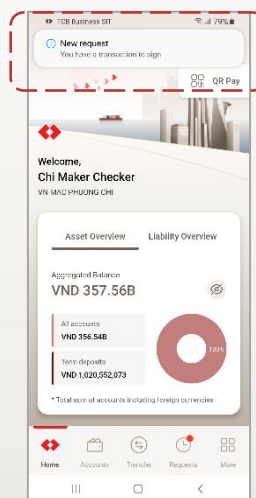 TCB Business SIT
79%
New request
You have a transaction to sign
QR Pay
Welcome,
Chi Maker Checker
VN MAC PHUONG CHI
Asset Overview
Liability Overview
Aggregated Balance
VND 357.56B
All accounts
VND 356.54B
Term deposits
VND 1,020,552,073
100%
* Total sum of accounts including foreign currencies
Home
Accounts
Transfer
Requests
More